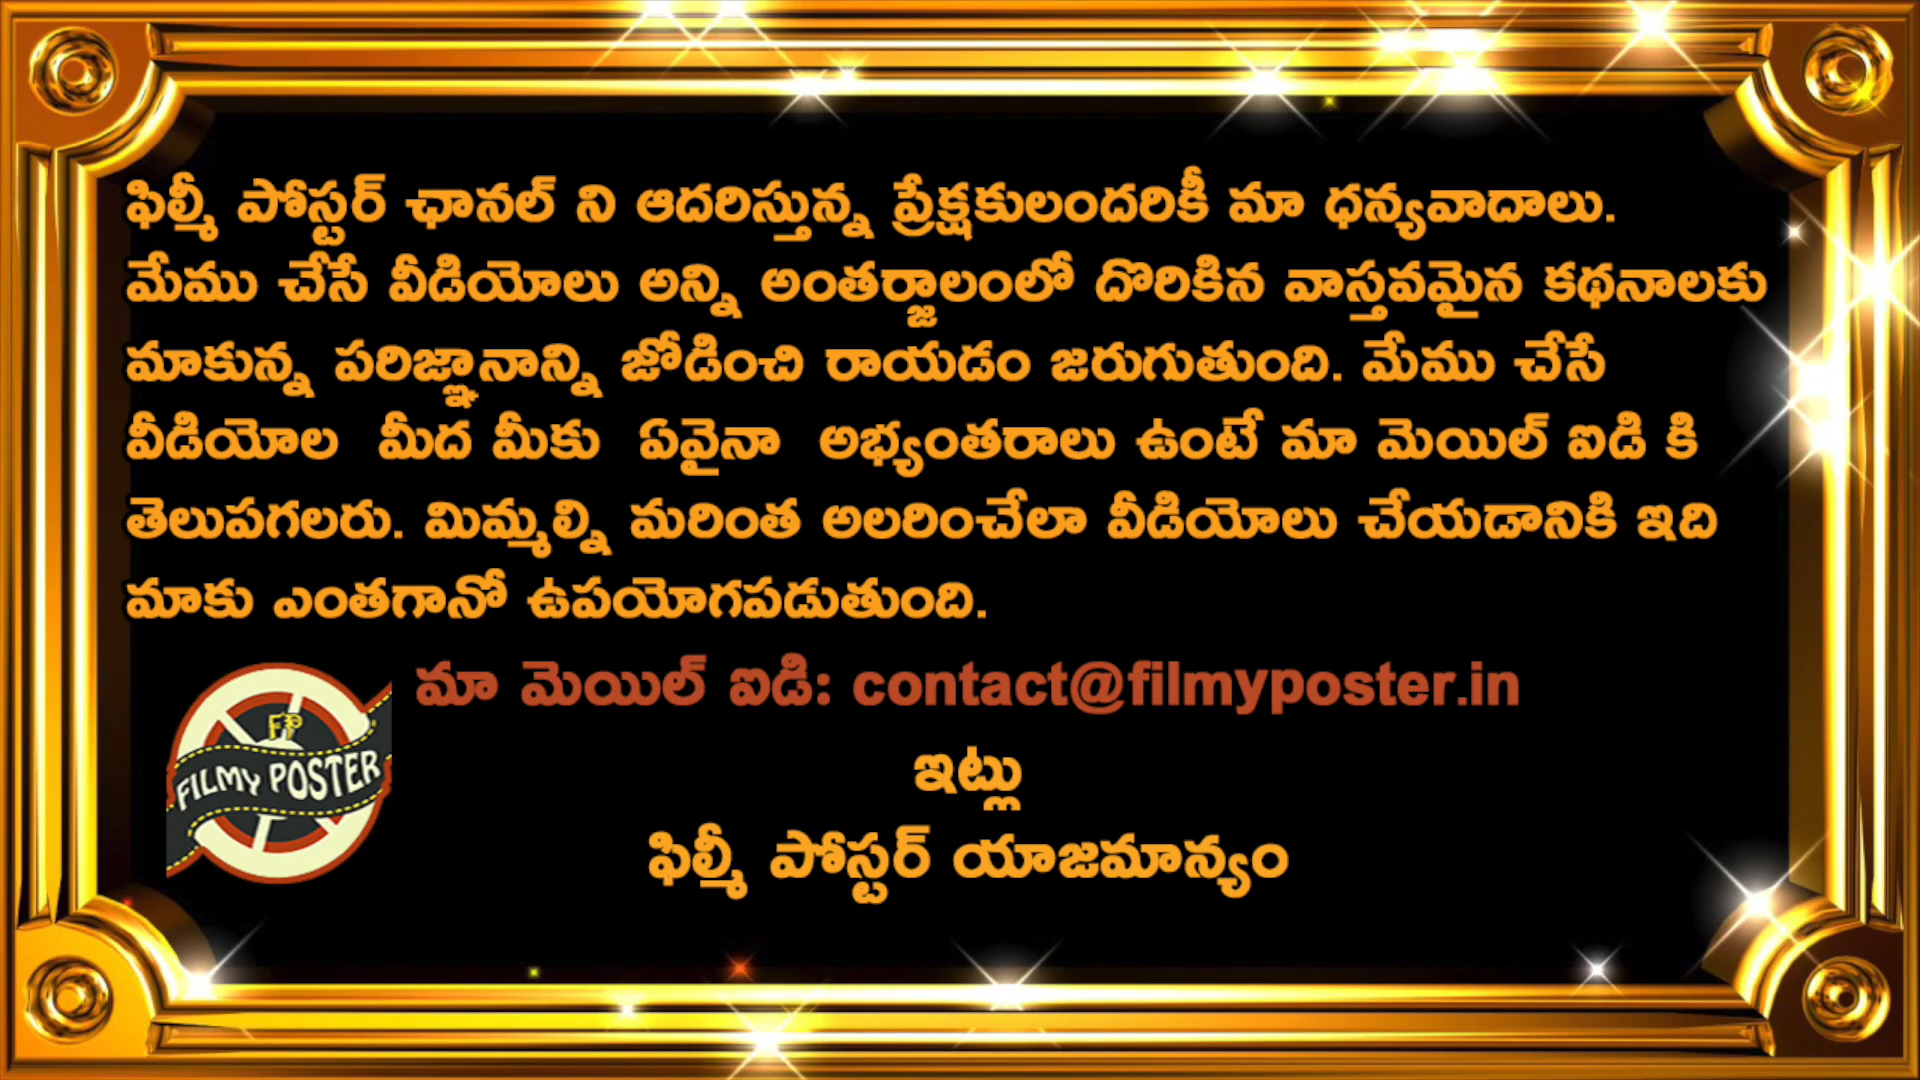 ఫిల్మీ పోస్టర్ ఛానల్ ని ఆదరిస్తున్న ప్రేక్షకులందరికీ మా ధన్యవాదాలు.
మేము చేసే వీడియోలు అన్ని అంతర్జాలంలో దొరికిన వాస్తవమైన కథనాలకు
మాకున్న పరిజ్ఞానాన్ని జోడించి రాయడం జరుగుతుంది. మేము చేసే
వీడియోల మీద మీకు ఏవైనా అభ్యంతరాలు ఉంటే మా మెయిల్ ఐడి కి
తెలుపగలరు. మిమ్మల్ని మరింత అలరించేలా వీడియోలు చేయడానికి ఇది
మాకు ఎంతగానో ఉపయోగపడుతుంది.
మా మెయిల్ ఐడి: contact@filmyposter.in
FP
FILMY POSTER
ఇట్లు
ఫిల్మీ పోస్టర్ యాజమాన్యం